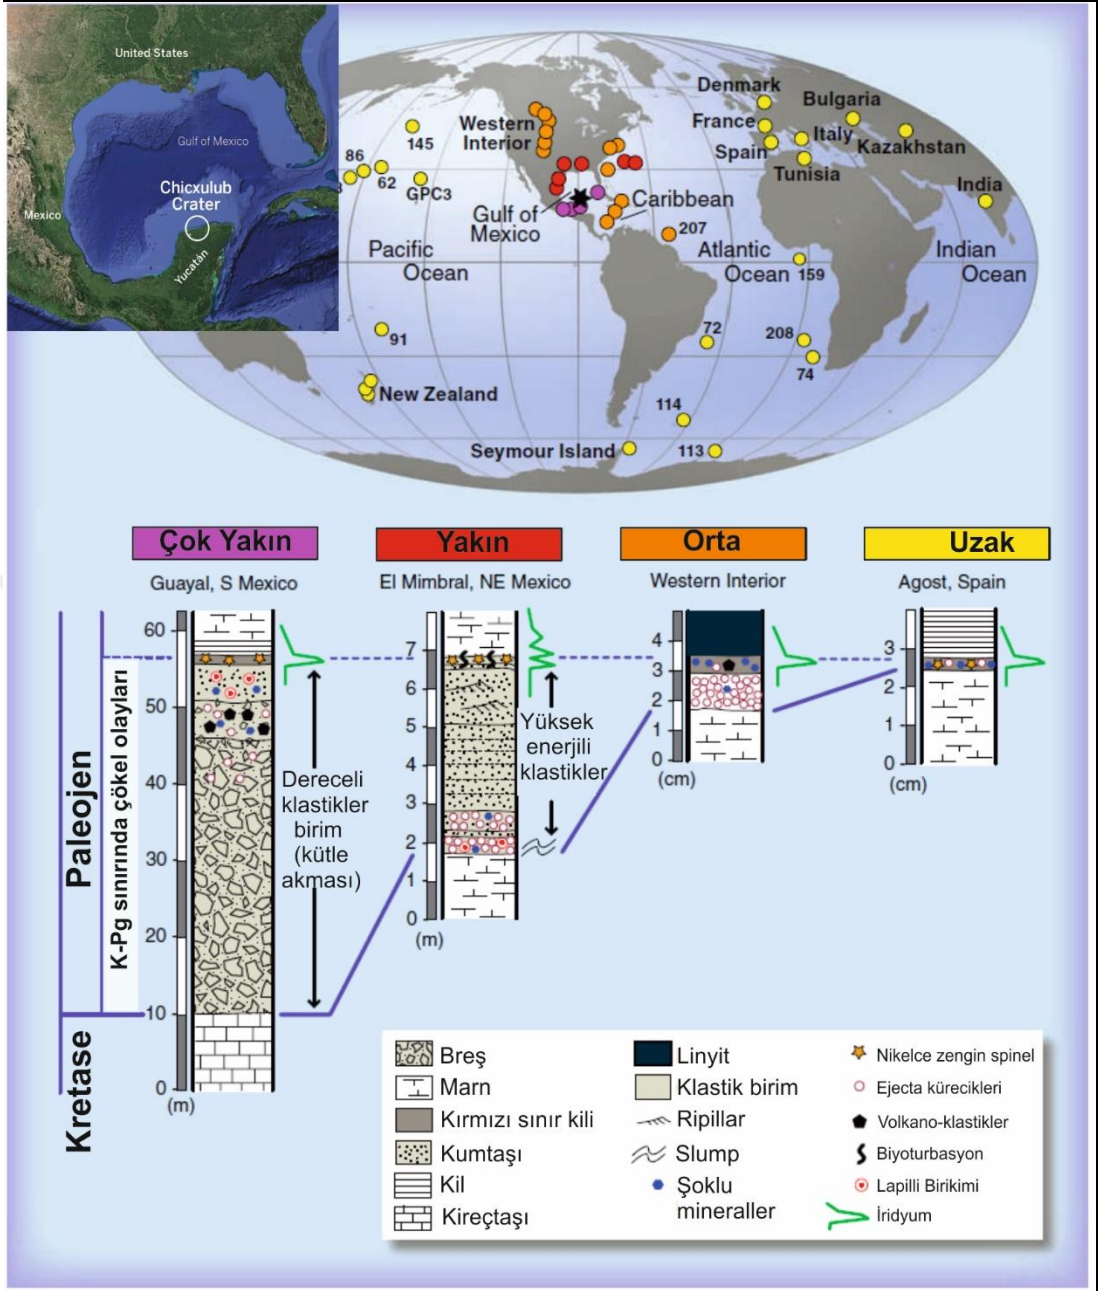 United States
Gulf of Mexico
Chicxulub
Crater
Mexico
Yucatán
Western
Interior
145
86
62
GPC3
Gulf of
Mexico
Caribbean
207
Pacific
Ocean
Atlantic
Ocean
159
Indian
Ocean
Denmark
Bulgaria
France
Italy
Kazakhstan
Spain
Tunisia
India
91
72
208
74
New Zealand
114
Seymour Island
113
Çok Yakın
Yakın
Orta
Uzak
Guayal, S Mexico
El Mimbral, NE Mexico
Western Interior
Agost, Spain
Paleojen
Kretase
K-Pg sınırında çökel olayları
60
50
40
30
20
10
0
(m)
Dereceli
klastikler
birim
(kütle
akması)
7
6
5
4
3
2
1
0
(m)
Yüksek
enerjili
klastikler
4
3
2
1
0
(cm)
3
2
1
0
(cm)
Breş
Marn
Kırmızı sınır kili
Kumtaşı
Kil
Kireçtaşı
Linyit
Klastik birim
Ripillar
Slump
Şoklu
mineraller
Nikelce zengin spinel
Ejecta kürecikleri
Volkano-klastikler
Biyoturbasyon
Lapilli Birikimi
İridyum